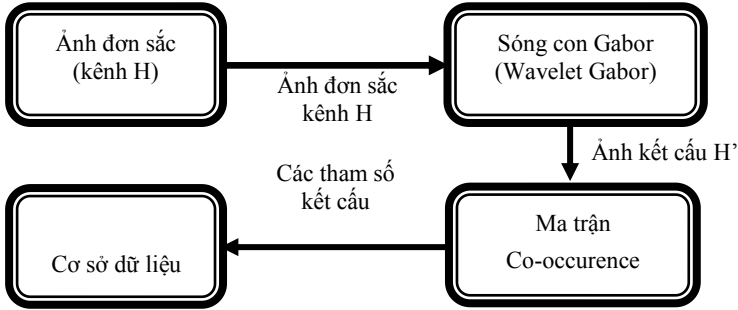 Ảnh đơn sắc
(kênh H)
Ảnh đơn sắc
kênh H
Sóng con Gabor
(Wavelet Gabor)
Ảnh kết cấu H’
Ma trận
Co-occurence
Các tham số
kết cấu
Cơ sở dữ liệu